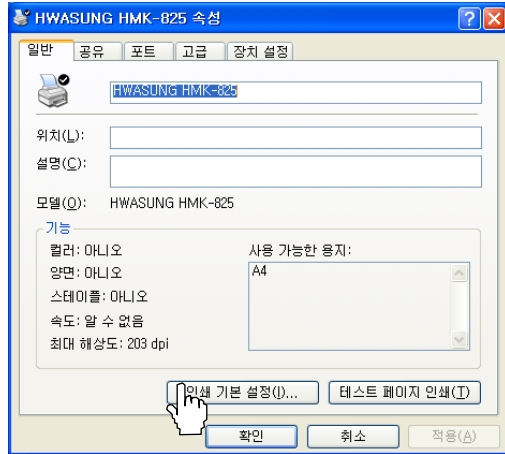 HWASUNG HMK-825 속성
일반 공유 포트 고급 장치 설정
HWASUNG HMK-825
위치(L):
설명(C):
모델(O): HWASUNG HMK-825
기능
컬러: 아니오 사용 가능한 용지:
양면: 아니오 A4
스테이플: 아니오
속도: 알 수 없음
최대 해상도: 203 dpi
인쇄 기본 설정(I)... 테스트 페이지 인쇄(T)
확인 취소 적용(A)